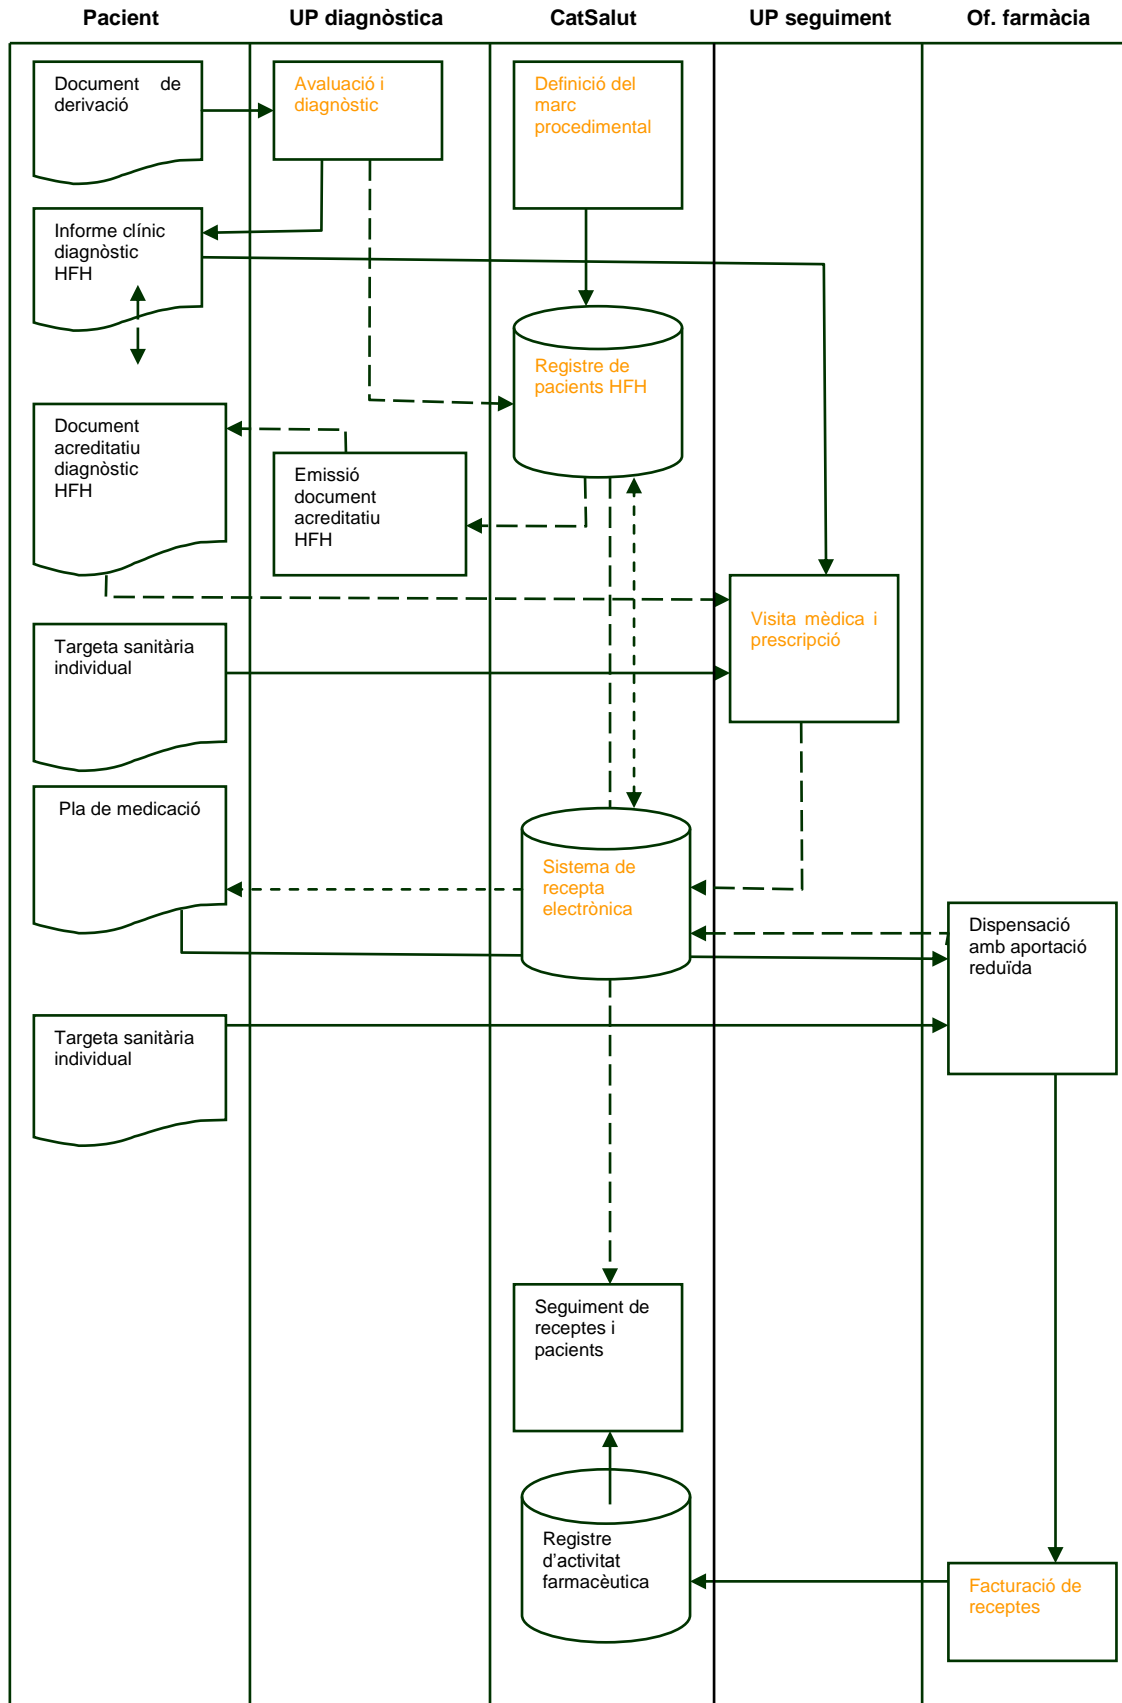 Pacient
UP diagnòstica
CatSalut
UP seguiment
Of. farmàcia
Document de
derivació
Avaluació i
diagnòstic
Definició del
marc
procedimental
Informe clínic
diagnòstic
HFH
Registre de
pacients HFH
Document
acreditatiu
diagnòstic
HFH
Emissió
document
acreditatiu
HFH
Visita mèdica i
prescripció
Targeta sanitària
individual
Pla de medicació
Sistema de
recepta
electrònica
Dispensació
amb aportació
reduïda
Targeta sanitària
individual
Seguiment de
receptes i
pacients
Registre
d'activitat
farmacèutica
Facturació de
receptes